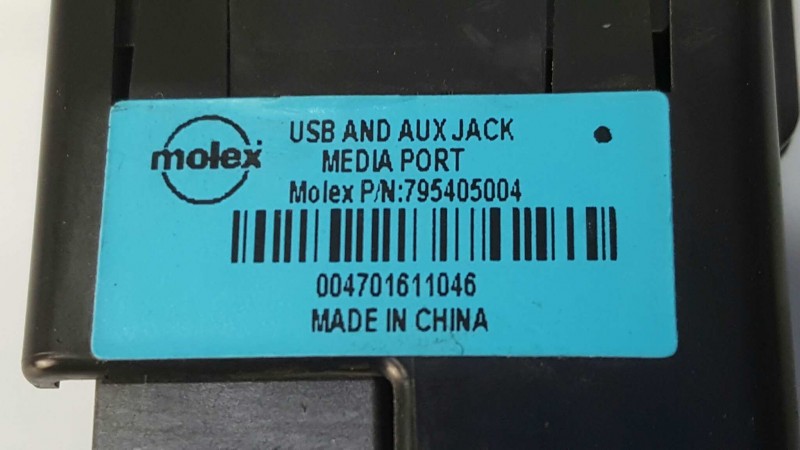 molex
USB AND AUX JACK
MEDIA PORT
Molex P/N:795405004
004701611046
MADE IN CHINA